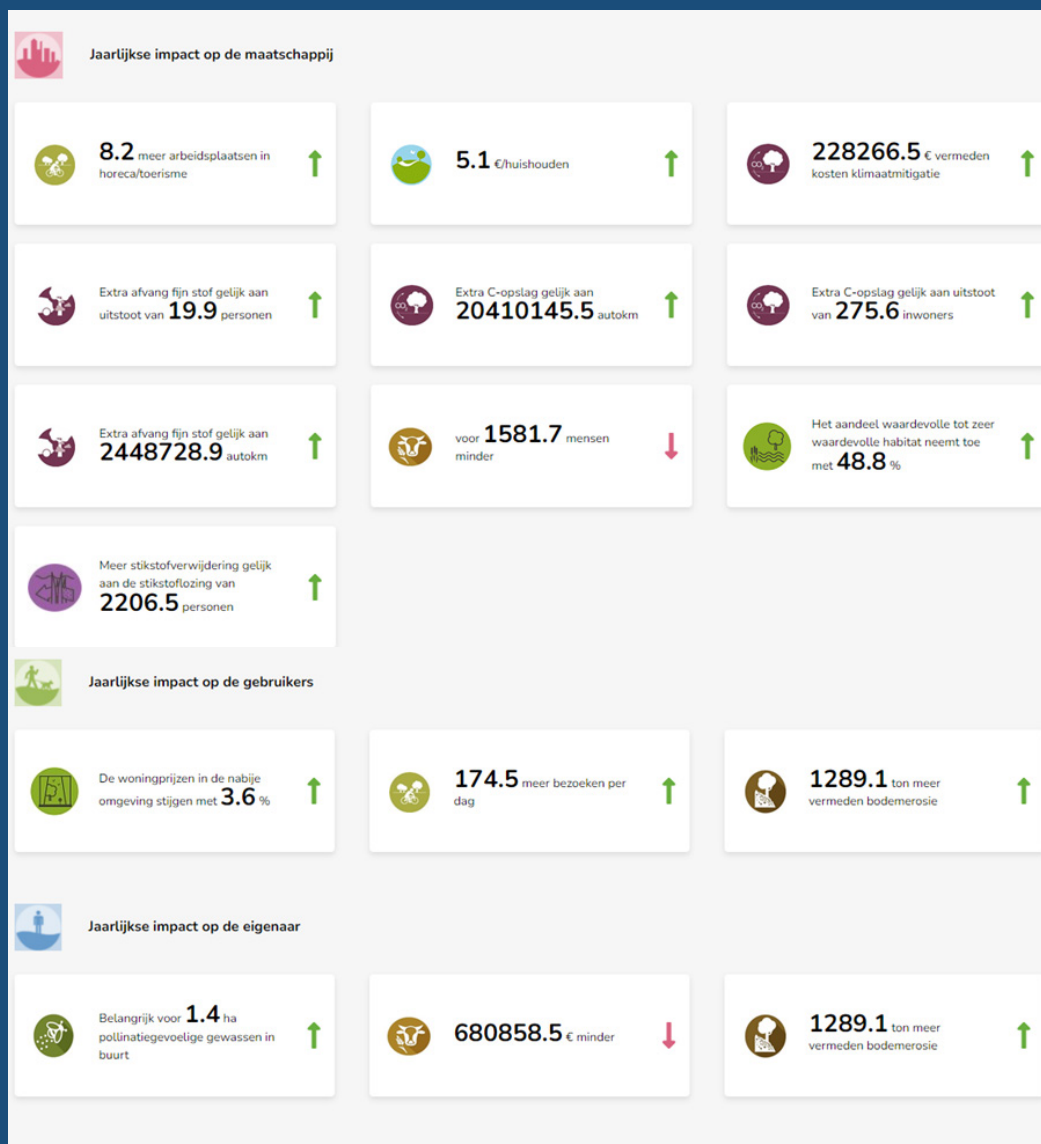 Jaarlijkse impact op de maatschappij
8.2 meer arbeidsplaatsen in
horeca/toerisme
5.1 €/huishouden
228266.5 € vermeden
kosten klimaatmitigatie
Extra afvang fijn stof gelijk aan
uitstoot van 19.9 personen
Extra C-opslag gelijk aan
20410145.5 autokm
Extra C-opslag gelijk aan uitstoot
van 275.6 inwoners
Extra afvang fijn stof gelijk aan
2448728.9 autokm
voor 1581.7 mensen
minder
Het aandeel waardevolle tot zeer
waardevolle habitat neemt toe
met 48.8 %
Meer stikstofverwijdering gelijk
aan de stikstoflozing van
2206.5 personen
Jaarlijkse impact op de gebruikers
De woningprijzen in de nabije
omgeving stijgen met 3.6 %
174.5 meer bezoeken per
dag
1289.1 ton meer
vermeden bodemerosie
Jaarlijkse impact op de eigenaar
Belangrijk voor 1.4 ha
pollinatiegevoelige gewassen in
buurt
680858.5 € minder
1289.1 ton meer
vermeden bodemerosie